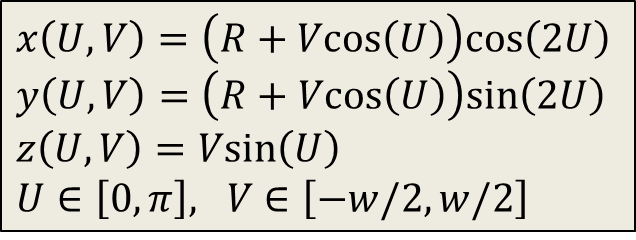 x(U,V) = (R + Vcos(U))cos(2U)
y(U,V) = (R + Vcos(U))sin(2U)
z(U,V) = Vsin(U)
U ∈ [0,π], V ∈ [−w/2,w/2]